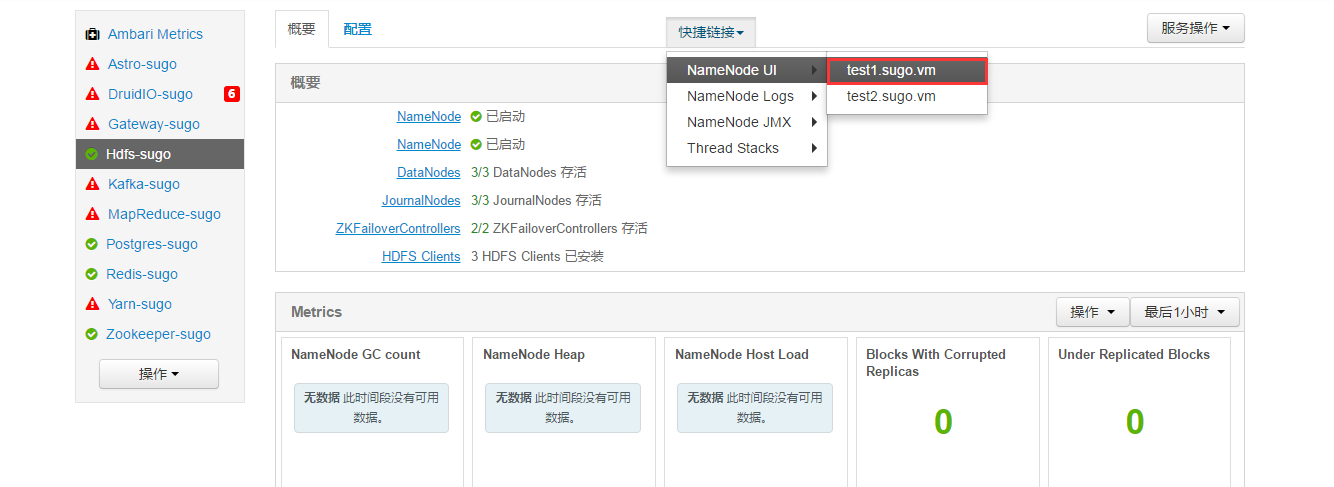 Ambari Metrics
Astro-sugo
DruidIO-sugo 6
Gateway-sugo
Hdfs-sugo
Kafka-sugo
MapReduce-sugo
Postgres-sugo
Redis-sugo
Yarn-sugo
Zookeeper-sugo
操作
概要 配置 快捷链接 服务操作
NameNode UI
NameNode Logs
NameNode JMX
Thread Stacks
test1.sugo.vm
test2.sugo.vm
概要
NameNode 已启动
NameNode 已启动
DataNodes 3/3 DataNodes 存活
JournalNodes 3/3 JournalNodes 存活
ZKFailoverControllers 2/2 ZKFailoverControllers 存活
HDFS Clients 3 HDFS Clients 已安装
Metrics 操作 最后1小时
NameNode GC count
无数据 此时间段没有可用
数据。
NameNode Heap
无数据 此时间段没有可用
数据。
NameNode Host Load
无数据 此时间段没有可用
数据。
Blocks With Corrupted
Replicas
0
Under Replicated Blocks
0